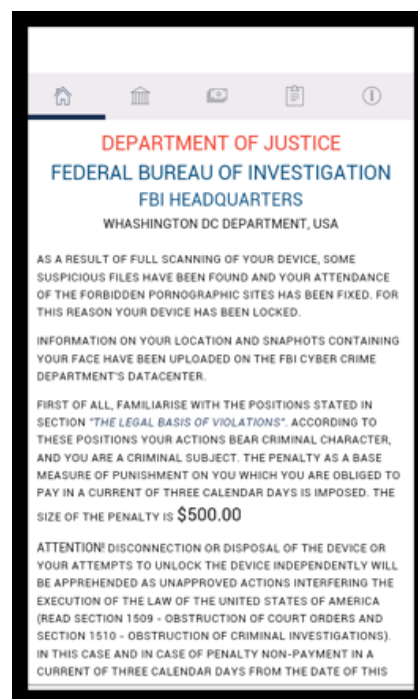 DEPARTMENT OF JUSTICE
FEDERAL BUREAU OF INVESTIGATION
FBI HEADQUARTERS
WHASHINGTON DC DEPARTMENT, USA
AS A RESULT OF FULL SCANNING OF YOUR DEVICE, SOME
SUSPICIOUS FILES HAVE BEEN FOUND AND YOUR ATTENDANCE
OF THE FORBIDDEN PORNOGRAPHIC SITES HAS BEEN FIXED. FOR
THIS REASON YOUR DEVICE HAS BEEN LOCKED.
INFORMATION ON YOUR LOCATION AND SNAPHOTS CONTAINING
YOUR FACE HAVE BEEN UPLOADED ON THE FBI CYBER CRIME
DEPARTMENT'S DATACENTER.
FIRST OF ALL, FAMILIARISE WITH THE POSITIONS STATED IN
SECTION "THE LEGAL BASIS OF VIOLATIONS". ACCORDING TO
THESE POSITIONS YOUR ACTIONS BEAR CRIMINAL CHARACTER,
AND YOU ARE A CRIMINAL SUBJECT. THE PENALTY AS A BASE
MEASURE OF PUNISHMENT ON YOU WHICH YOU ARE OBLIGED TO
PAY IN A CURRENT OF THREE CALENDAR DAYS IS IMPOSED. THE
SIZE OF THE PENALTY IS $500.00
ATTENTION! DISCONNECTION OR DISPOSAL OF THE DEVICE OR
YOUR ATTEMPTS TO UNLOCK THE DEVICE INDEPENDENTLY WILL
BE APPREHENDED AS UNAPPROVED ACTIONS INTERFERING THE
EXECUTION OF THE LAW OF THE UNITED STATES OF AMERICA
(READ SECTION 1509 - OBSTRUCTION OF COURT ORDERS AND
SECTION 1510 - OBSTRUCTION OF CRIMINAL INVESTIGATIONS).
IN THIS CASE AND IN CASE OF PENALTY NON-PAYMENT IN A
CURRENT OF THREE CALENDAR DAYS FROM THE DATE OF THIS